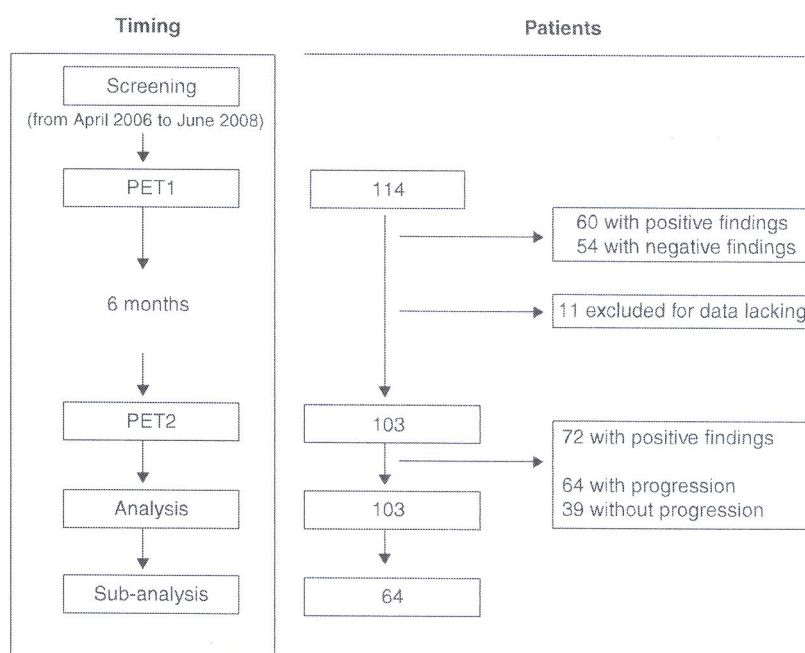 Timing
Patients
Screening
(from April 2006 to June 2008)
PET1
114
60 with positive findings
54 with negative findings
6 months
11 excluded for data lacking
PET2
103
72 with positive findings
64 with progression
39 without progression
Analysis
103
Sub-analysis
64